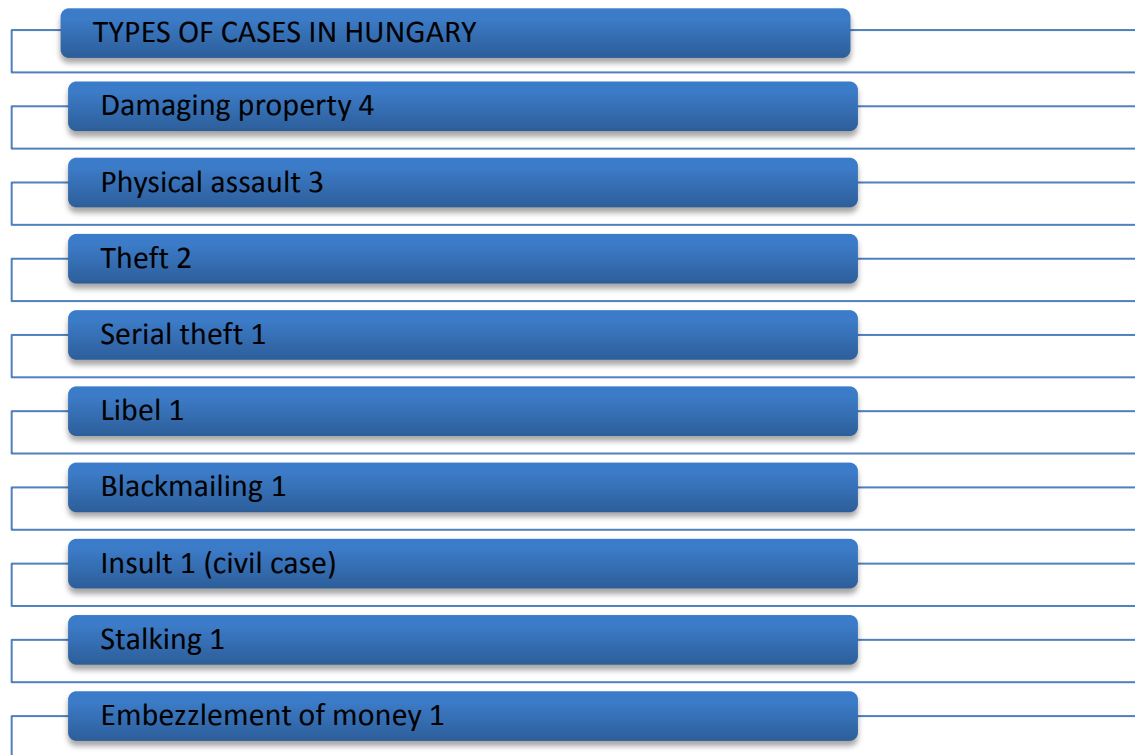 TYPES OF CASES IN HUNGARY
Damaging property 4
Physical assault 3
Theft 2
Serial theft 1
Libel 1
Blackmailing 1
Insult 1 (civil case)
Stalking 1
Embezzlement of money 1